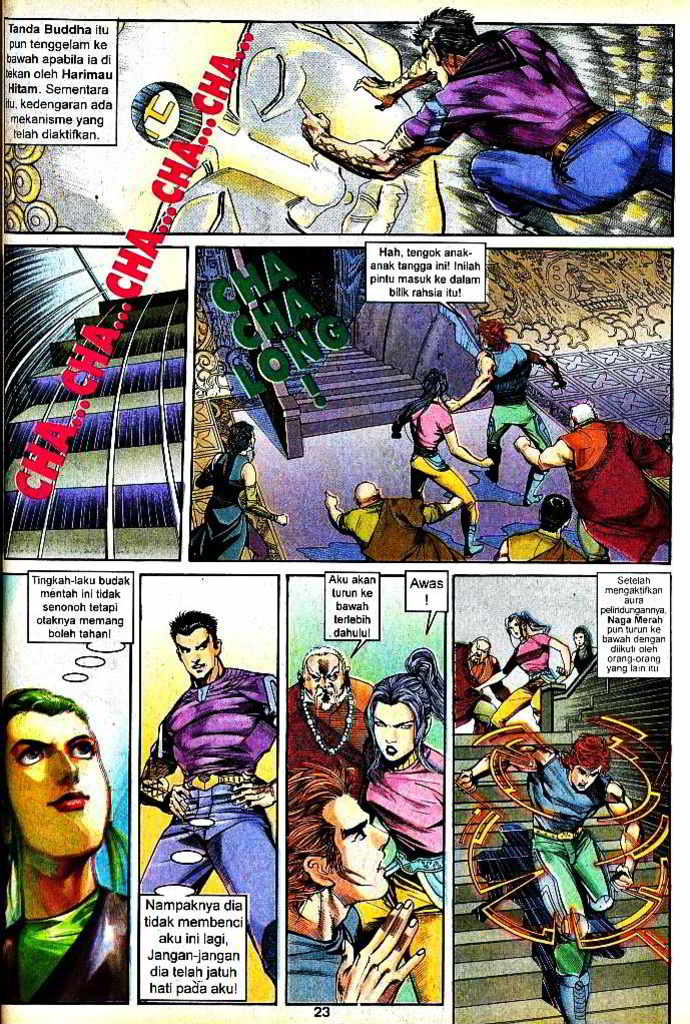 Tanda Buddha itu
pun tenggelam ke
bawah apabila ia di
tekan oleh Harimau
Hitam. Sementara
itu, kedengaran ada
mekanisme yang
telah diaktifkan.
CHA...CHA...CHA...CHA...CHA...CHA...
Hah, tengok anak-
anak tangga ini! Inilah
pintu masuk ke dalam
bilik rahsia itu!
CHA
CHA
LONG
!
Tingkah-laku budak
mentah ini tidak
senonoh tetapi
otaknya memang
boleh tahan!
Nampaknya dia
tidak membenci
aku ini lagi,
Jangan-jangan
dia telah jatuh
hati pada aku!
Aku akan
turun ke
bawah
terlebih
dahulu!
Awas
!
Setelah
mengaktifkan
aura
pelindungannya,
Naga Merah
pun turun ke
bawah dengan
diikuti oleh
orang-orang
yang lain itu
23